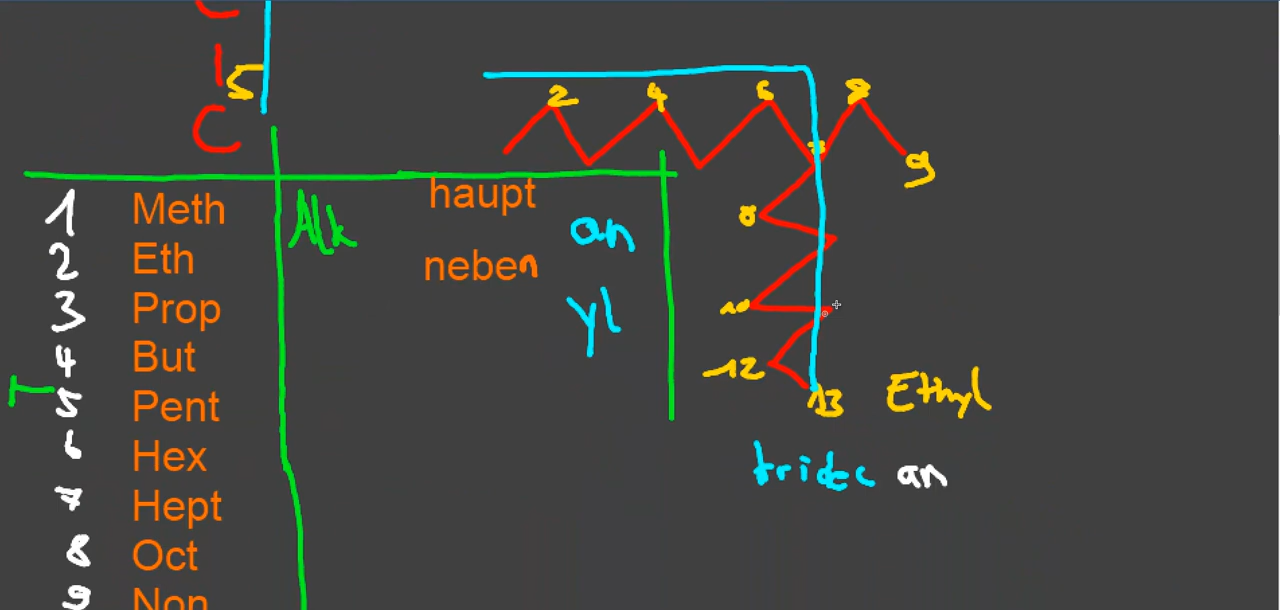 C
5
C
2 4 6 8
7 9
1 Meth Alk haupt an
8
2 Eth neben
3 Prop yl 10
4 But 12
5 Pent 13 Ethyl
6 Hex tridec an
7 Hept
8 Oct
9 Non